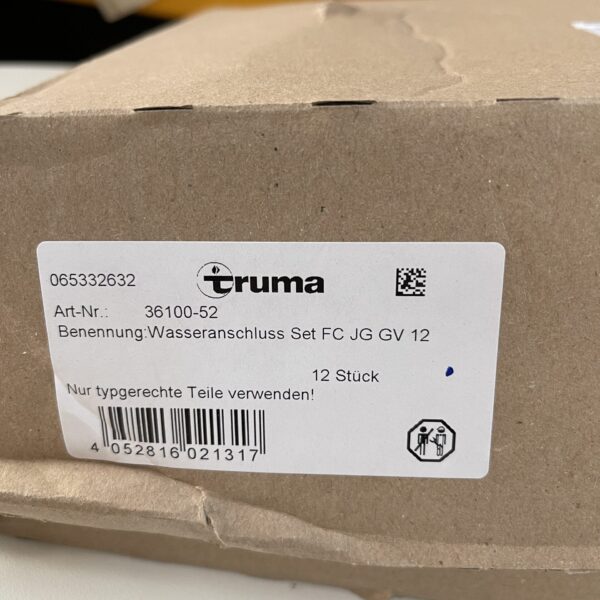 065332632
truma
Art-Nr.: 36100-52
Benennung:Wasseranschluss Set FC JG GV 12
12 Stück
Nur typgerechte Teile verwenden!
4 052816 021317